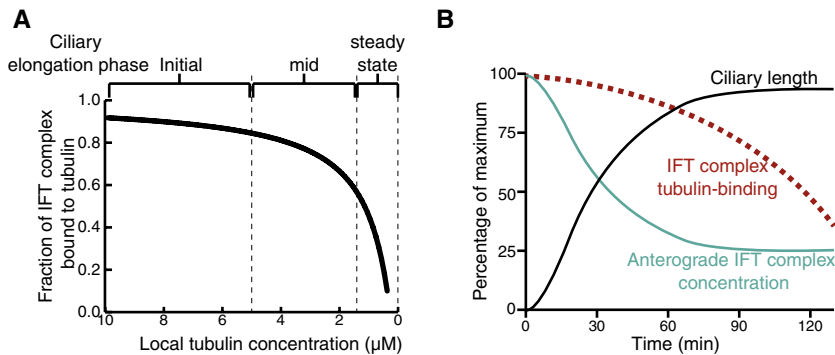 A
Ciliary
elongation phase
Initial
mid
steady
state
1.0
0.8
0.6
0.4
0.2
0.0
Fraction of IFT complex
bound to tubulin
10 8 6 4 2 0
Local tubulin concentration (µM)
B
100
75
50
25
0
Percentage of maximum
Ciliary length
IFT complex
tubulin-binding
Anterograde IFT complex
concentration
0 30 60 90 120
Time (min)